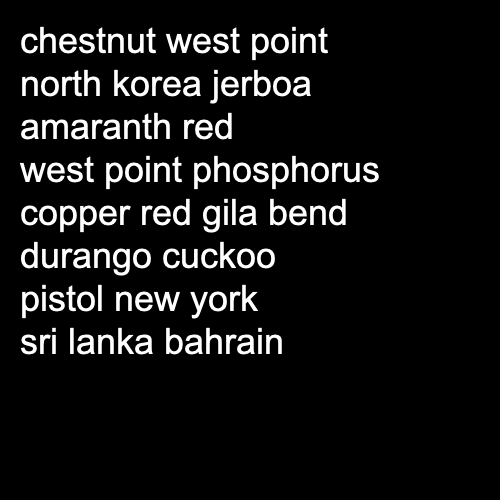 chestnut west point
north korea jerboa
amaranth red
west point phosphorus
copper red gila bend
durango cuckoo
pistol new york
sri lanka bahrain